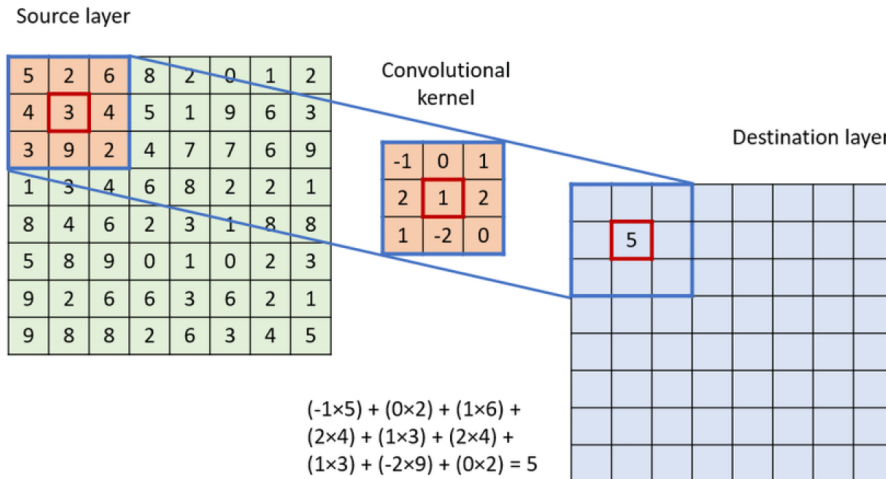 Source layer
5 2 6 8 2 0 1 2
4 3 4 5 1 9 6 3
3 9 2 4 7 7 6 9
1 3 4 6 8 2 2 1
8 4 6 2 3 1 8 8
5 8 9 0 1 0 2 3
9 2 6 6 3 6 2 1
9 8 8 2 6 3 4 5
Convolutional
kernel
-1 0 1
2 1 2
1 -2 0
Destination layer
5
(-1×5) + (0×2) + (1×6) +
(2×4) + (1×3) + (2×4) +
(1×3) + (-2×9) + (0×2) = 5